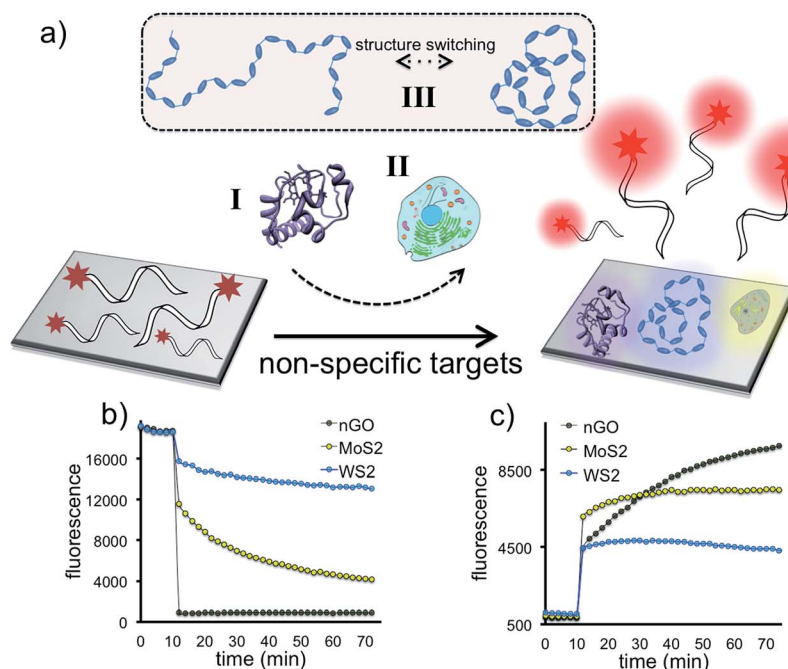 a)
structure switching
III
I
II
non-specific targets
b)
nGO
MoS2
WS2
fluorescence
16000
12000
8000
4000
0
0 10 20 30 40 50 60 70
time (min)
c)
nGO
MoS2
WS2
fluorescence
8500
4500
500
0 10 20 30 40 50 60 70
time (min)